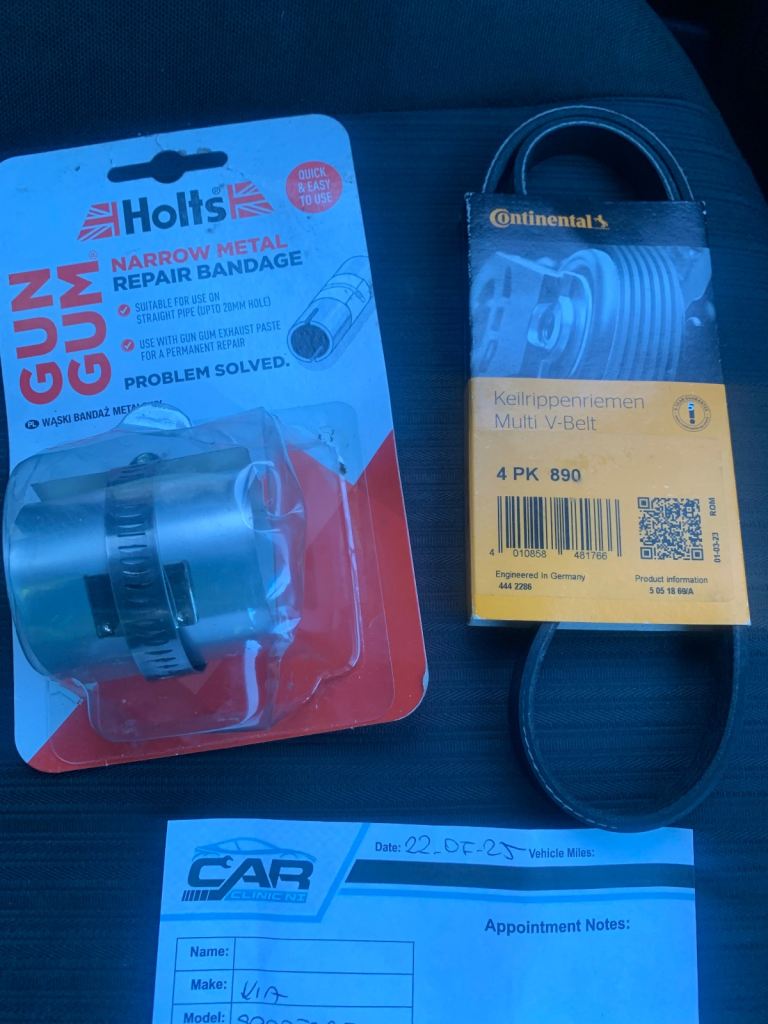 Holts®
QUICK
& EASY
TO USE
GUN
GUM®
NARROW METAL
REPAIR BANDAGE
SUITABLE FOR USE ON
STRAIGHT PIPE (UPTO 20MM HOLE)
USE WITH GUN GUM EXHAUST PASTE
FOR A PERMANENT REPAIR
PROBLEM SOLVED.
PL WĄSKI BANDAŻ
Continental
Keilrippenriemen
Multi V-Belt
4 PK 890
4 010858 481766
01-03-23 ROM
Engineered in Germany
444 2286
Product information
5 05 18 69/A
CAR
CLINIC NI
Date: 22-07-25 Vehicle Miles:
Appointment Notes:
Name:
Make: KIA
Model: